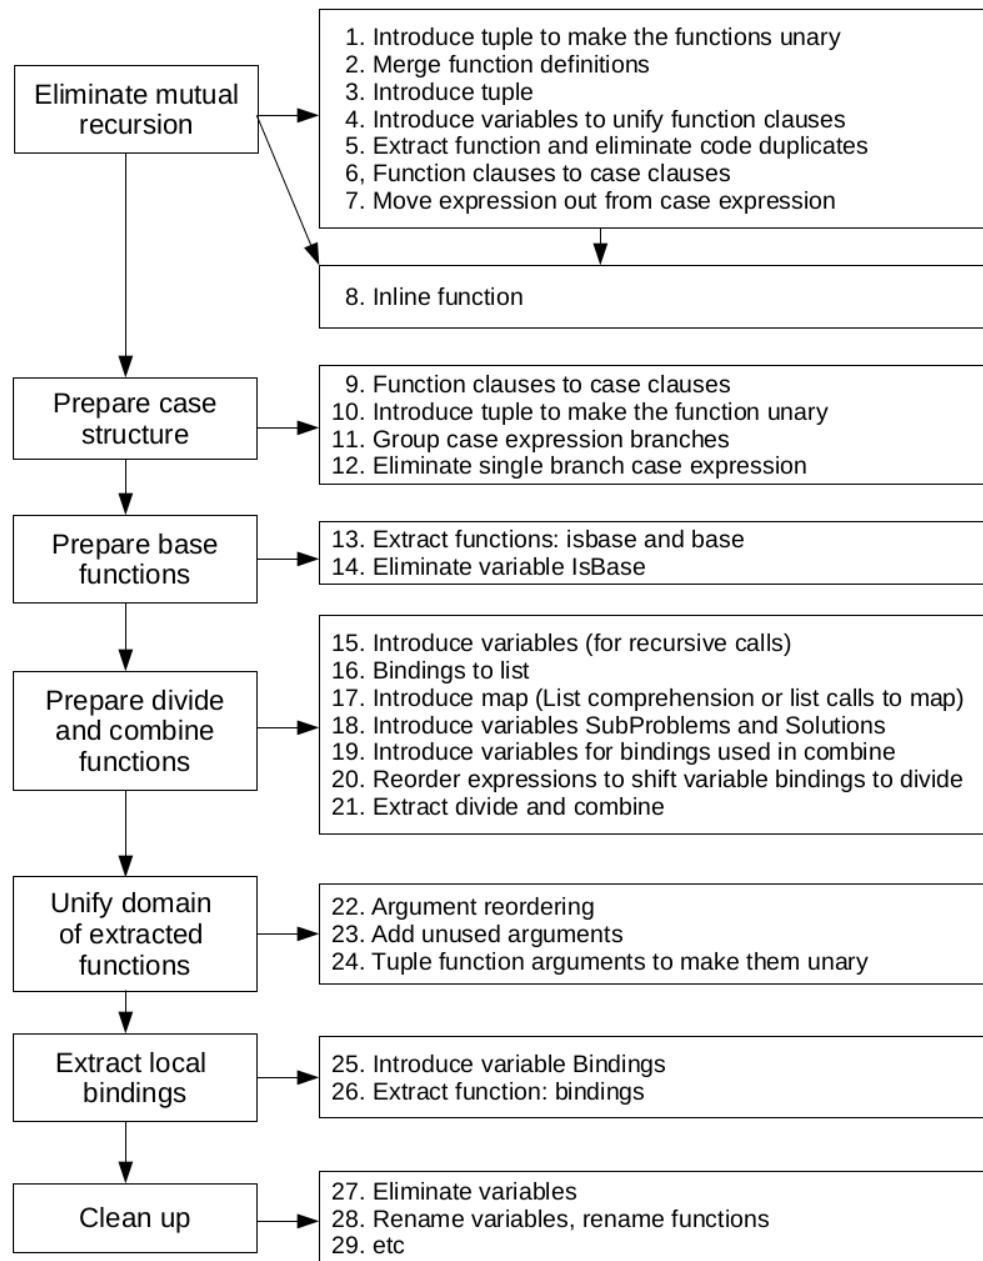 Eliminate mutual
recursion
1. Introduce tuple to make the functions unary
2. Merge function definitions
3. Introduce tuple
4. Introduce variables to unify function clauses
5. Extract function and eliminate code duplicates
6, Function clauses to case clauses
7. Move expression out from case expression
8. Inline function
Prepare case
structure
9. Function clauses to case clauses
10. Introduce tuple to make the function unary
11. Group case expression branches
12. Eliminate single branch case expression
Prepare base
functions
13. Extract functions: isbase and base
14. Eliminate variable IsBase
Prepare divide
and combine
functions
15. Introduce variables (for recursive calls)
16. Bindings to list
17. Introduce map (List comprehension or list calls to map)
18. Introduce variables SubProblems and Solutions
19. Introduce variables for bindings used in combine
20. Reorder expressions to shift variable bindings to divide
21. Extract divide and combine
Unify domain
of extracted
functions
22. Argument reordering
23. Add unused arguments
24. Tuple function arguments to make them unary
Extract local
bindings
25. Introduce variable Bindings
26. Extract function: bindings
Clean up
27. Eliminate variables
28. Rename variables, rename functions
29. etc